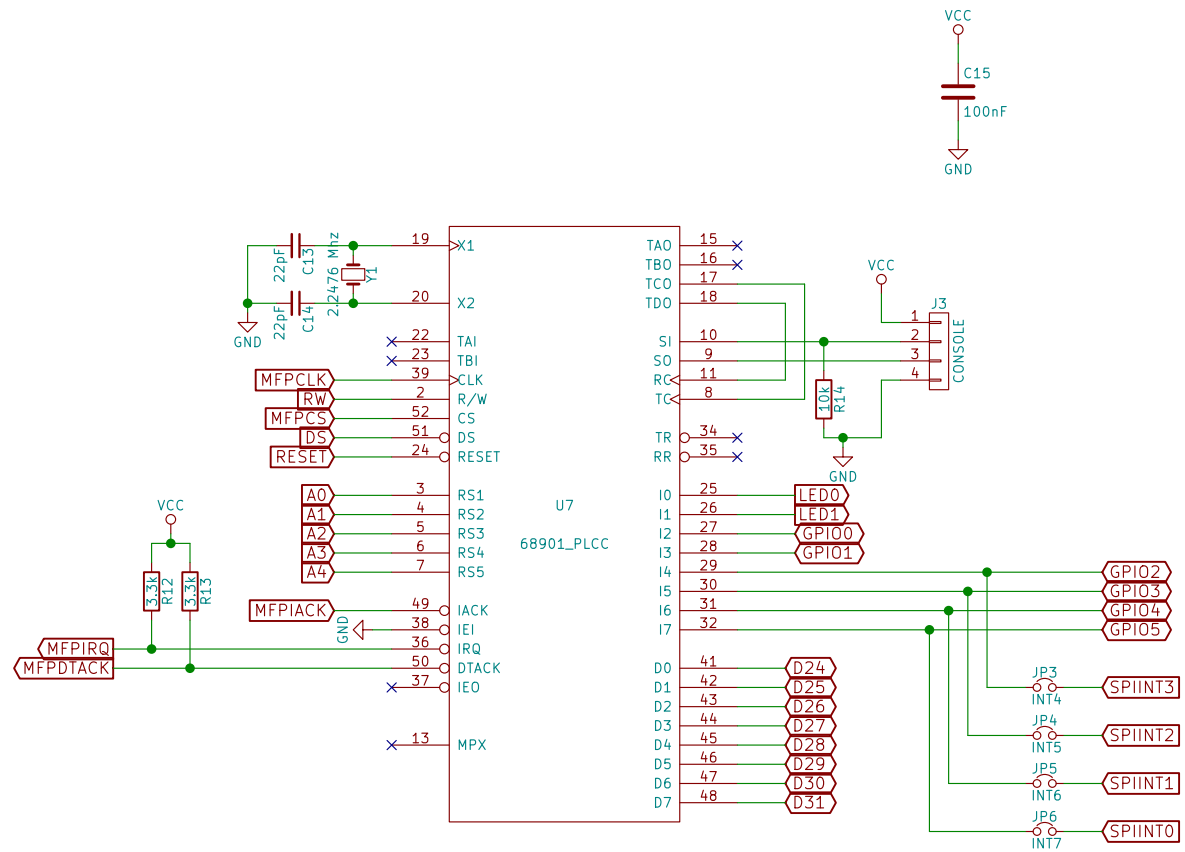 VCC
C15
100nF
GND
22pF
C13
2.2476 Mhz
Y1
22pF
C14
GND
19 X1
20 X2
22 TAI
23 TBI
MFPCLK 39 CLK
RW 2 R/W
MFPCS 52 CS
DS 51 DS
RESET 24 RESET
A0 3 RS1
A1 4 RS2
A2 5 RS3
A3 6 RS4
A4 7 RS5
MFPIACK 49 IACK
GND 38 IEI
MFPIRQ 36 IRQ
MFPDTACK 50 DTACK
37 IEO
13 MPX
VCC
3.3k R12
3.3k R13
U7
68901_PLCC
TAO 15
TBO 16
TCO 17
TDO 18
SI 10
SO 9
RC 11
TC 8
TR 34
RR 35
I0 25 LED0
I1 26 LED1
I2 27 GPIO0
I3 28 GPIO1
I4 29 GPIO2
I5 30 GPIO3
I6 31 GPIO4
I7 32 GPIO5
D0 41 D24
D1 42 D25
D2 43 D26
D3 44 D27
D4 45 D28
D5 46 D29
D6 47 D30
D7 48 D31
VCC
J3
1
2
3
4
CONSOLE
10k R14
GND
JP3
INT4
SPIINT3
JP4
INT5
SPIINT2
JP5
INT6
SPIINT1
JP6
INT7
SPIINT0